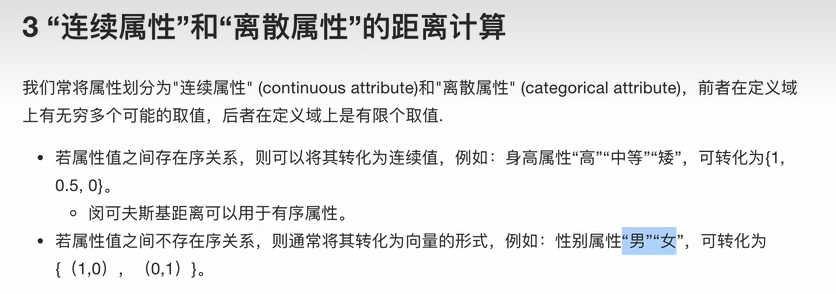 3 “连续属性”和“离散属性”的距离计算
我们常将属性划分为"连续属性" (continuous attribute)和"离散属性" (categorical attribute)，前者在定义域
上有无穷多个可能的取值，后者在定义域上是有限个取值.
• 若属性值之间存在序关系，则可以将其转化为连续值，例如：身高属性“高”“中等”“矮”，可转化为{1,
0.5, 0}。
◦ 闵可夫斯基距离可以用于有序属性。
• 若属性值之间不存在序关系，则通常将其转化为向量的形式，例如：性别属性“男”“女”，可转化为
{（1,0），（0,1）}。